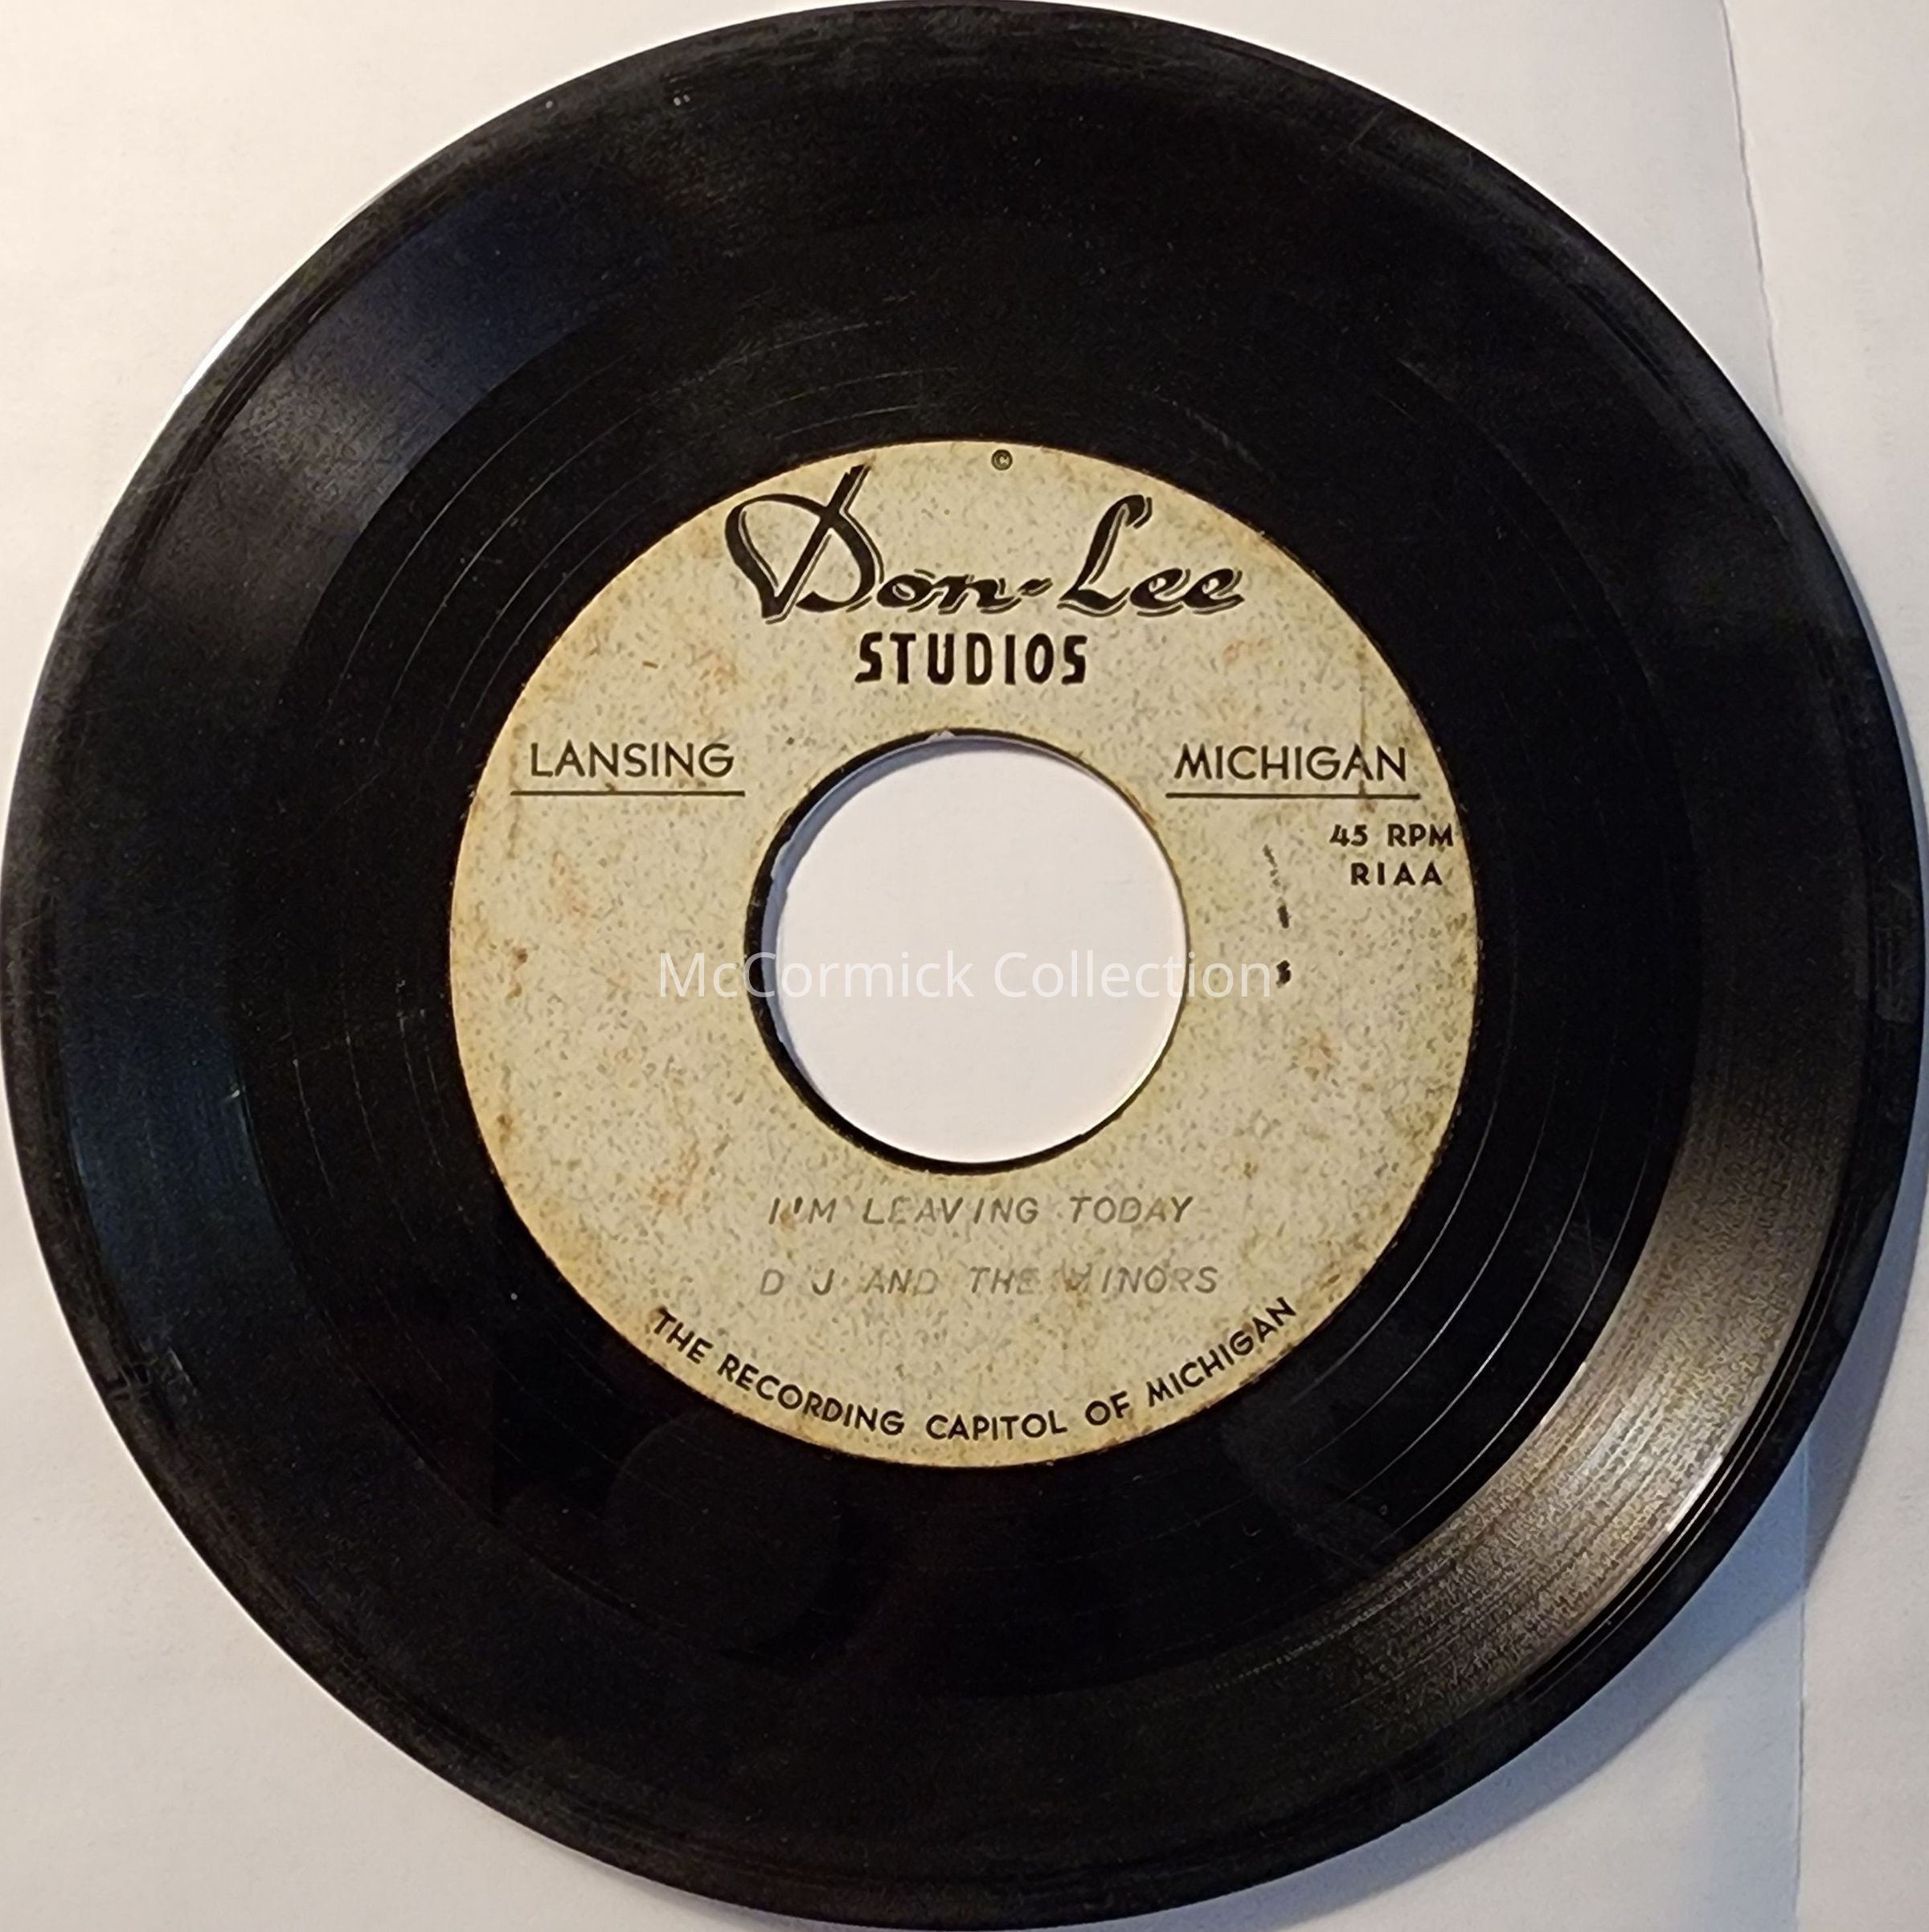 ©
Don-Lee
STUDIOS
LANSING MICHIGAN
45 RPM
RIAA
McCormick Collection
I'M LEAVING TODAY
D J AND THE MINORS
THE RECORDING CAPITOL OF MICHIGAN